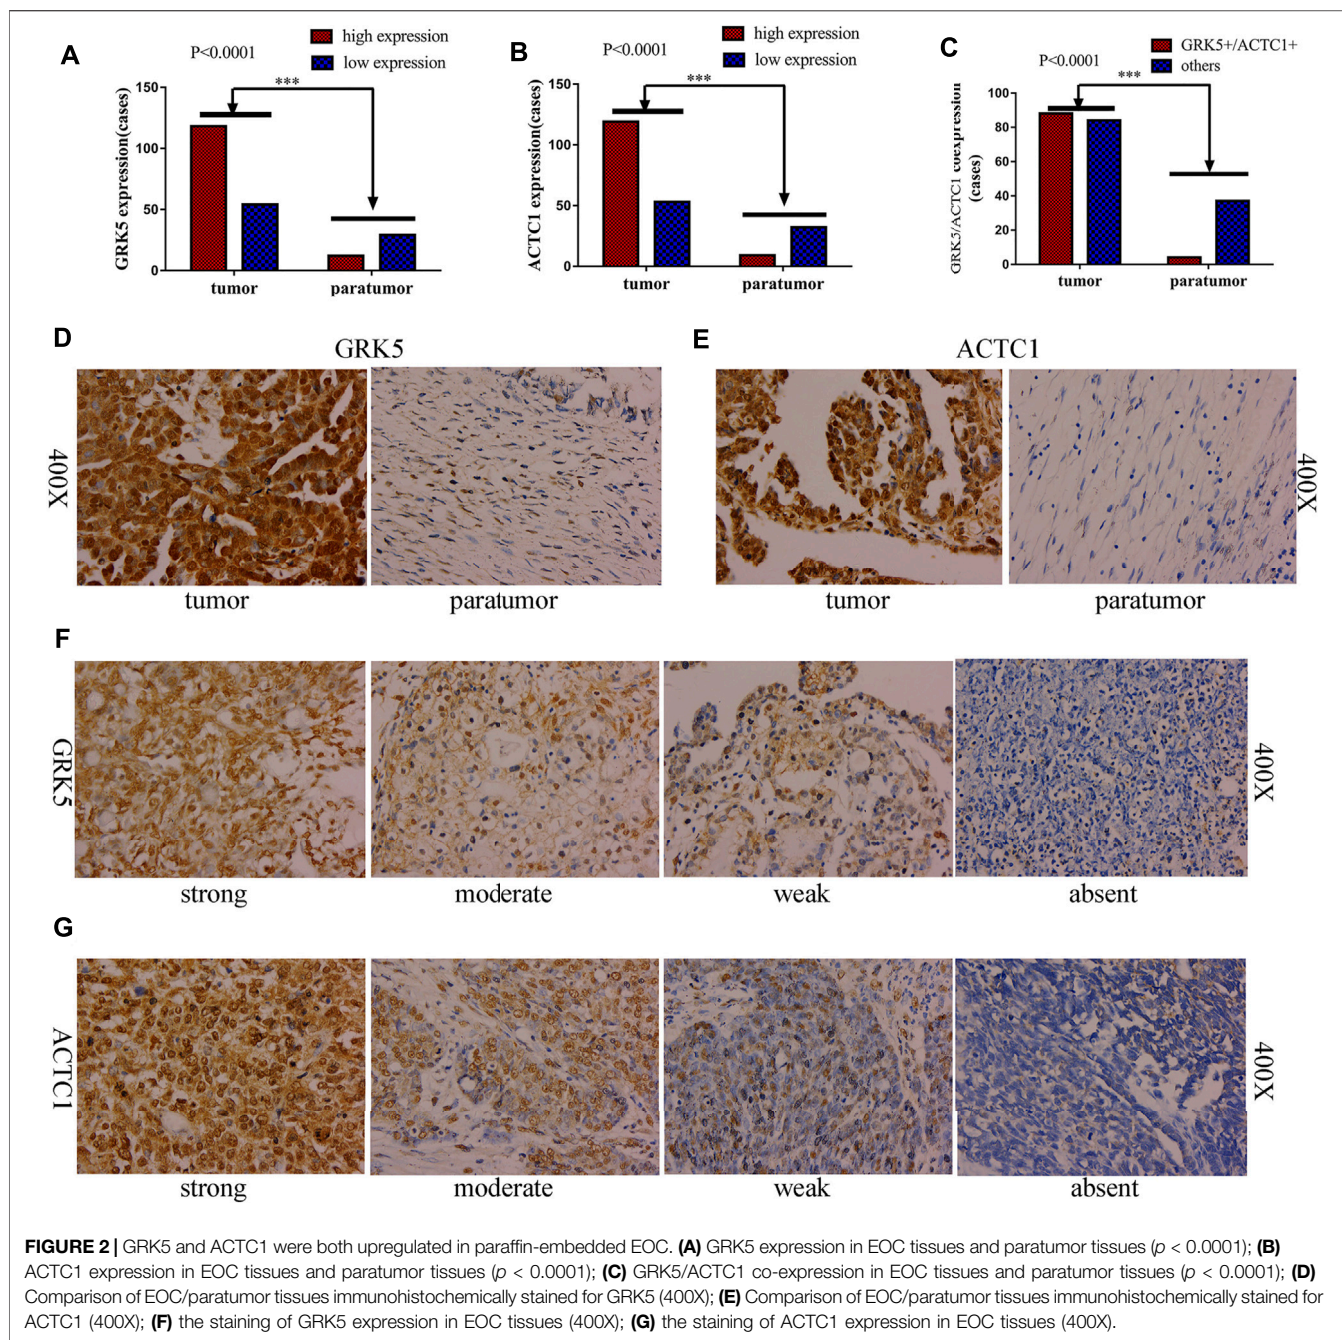 A
P<0.0001
high expression
low expression
***
GRK5 expression(cases)
150
100
50
0
tumor
paratumor
B
P<0.0001
high expression
low expression
***
ACTC1 expression(cases)
150
100
50
0
tumor
paratumor
C
P<0.0001
GRK5+/ACTC1+
others
***
GRK5/ACTC1 coexpression
(cases)
100
80
60
40
20
0
tumor
paratumor
D
GRK5
400X
tumor
paratumor
E
ACTC1
400X
tumor
paratumor
F
GRK5
400X
strong
moderate
weak
absent
G
ACTC1
400X
strong
moderate
weak
absent
FIGURE 2 | GRK5 and ACTC1 were both upregulated in paraffin-embedded EOC. (A) GRK5 expression in EOC tissues and paratumor tissues (p < 0.0001); (B)
ACTC1 expression in EOC tissues and paratumor tissues (p < 0.0001); (C) GRK5/ACTC1 co-expression in EOC tissues and paratumor tissues (p < 0.0001); (D)
Comparison of EOC/paratumor tissues immunohistochemically stained for GRK5 (400X); (E) Comparison of EOC/paratumor tissues immunohistochemically stained for
ACTC1 (400X); (F) the staining of GRK5 expression in EOC tissues (400X); (G) the staining of ACTC1 expression in EOC tissues (400X).